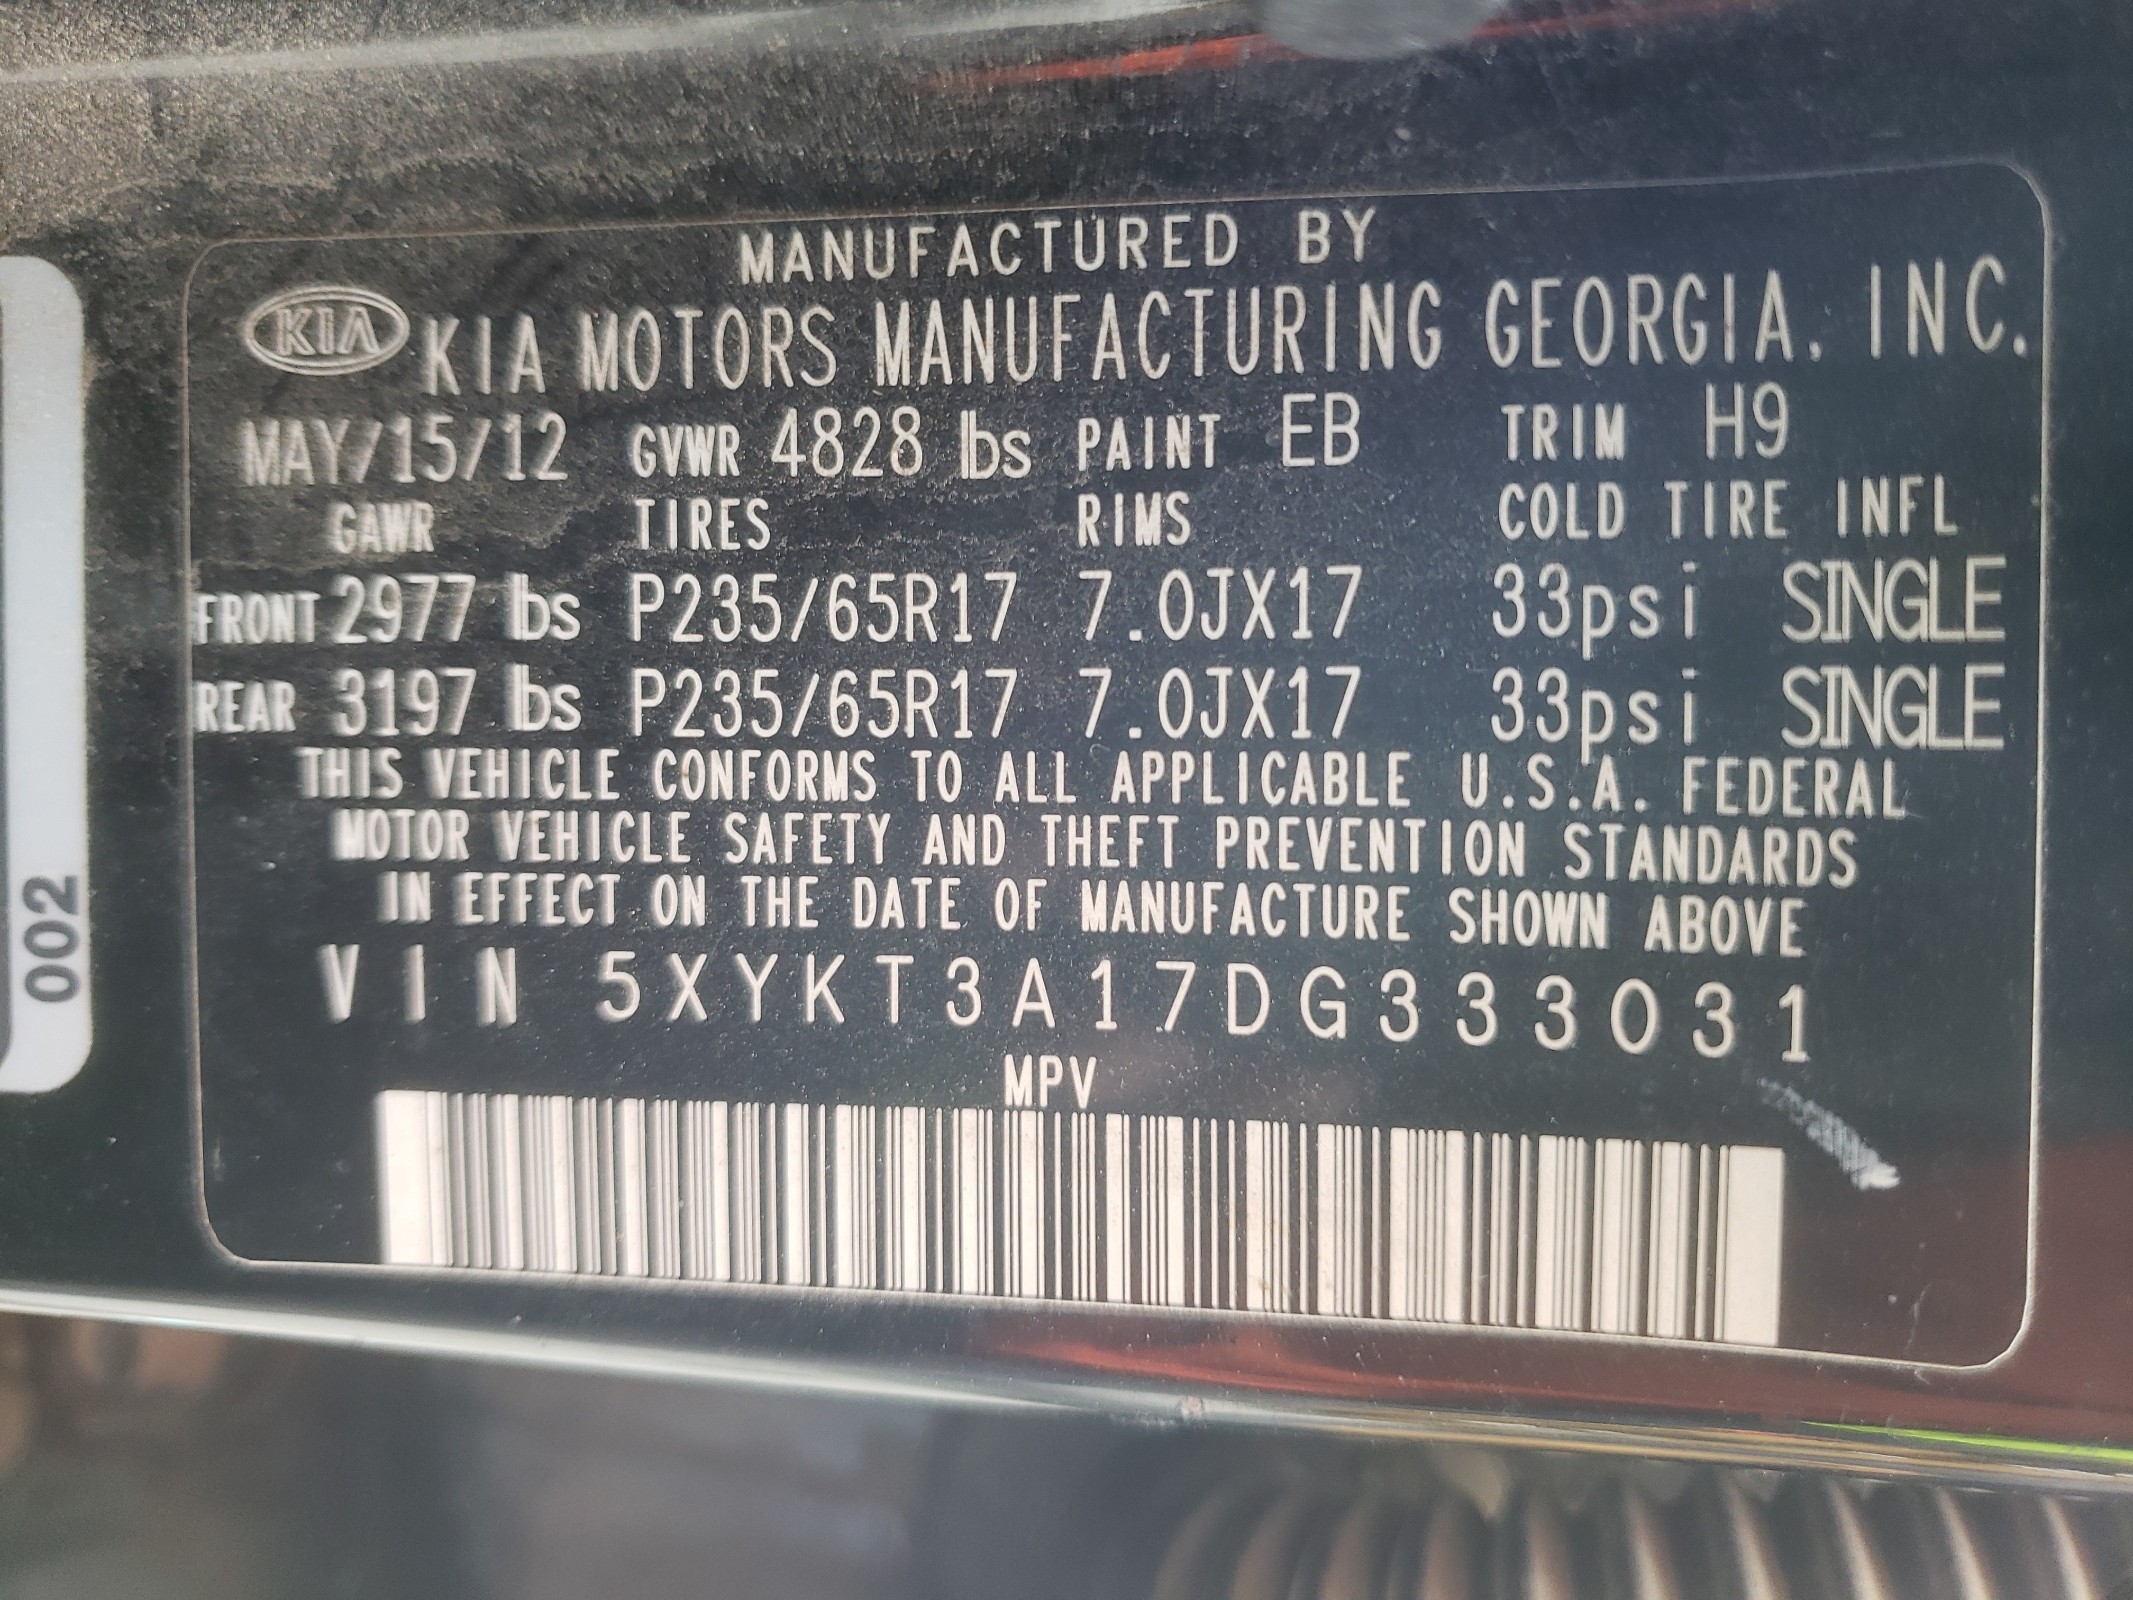 MANUFACTURED BY
KIA KIA MOTORS MANUFACTURING GEORGIA, INC.
MAY/15/12 GVWR 4828 lbs PAINT EB TRIM H9
GAWR TIRES RIMS COLD TIRE INFL
FRONT 2977 lbs P235/65R17 7.0JX17 33psi SINGLE
REAR 3197 lbs P235/65R17 7.0JX17 33psi SINGLE
THIS VEHICLE CONFORMS TO ALL APPLICABLE U.S.A. FEDERAL
MOTOR VEHICLE SAFETY AND THEFT PREVENTION STANDARDS
IN EFFECT ON THE DATE OF MANUFACTURE SHOWN ABOVE
VIN 5XYKT3A17DG333031
MPV
002